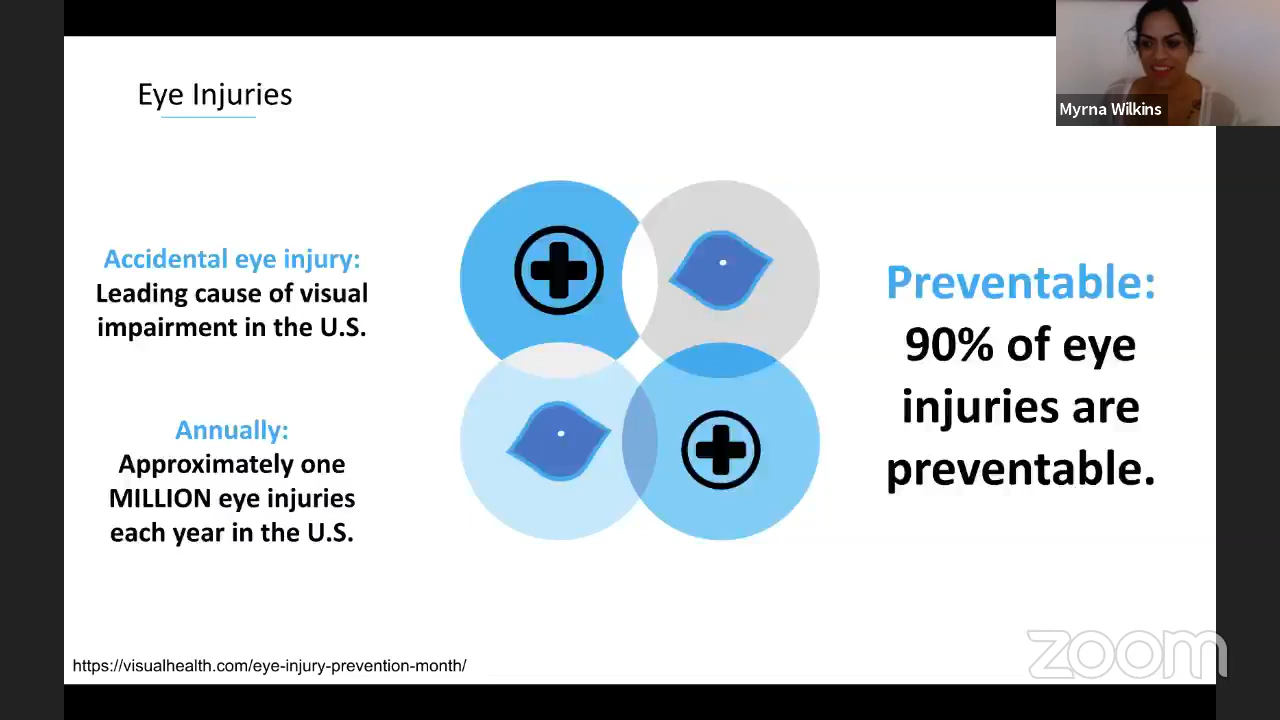 Eye Injuries
Myrna Wilkins
Accidental eye injury:
Leading cause of visual
impairment in the U.S.
Annually:
Approximately one
MILLION eye injuries
each year in the U.S.
Preventable:
90% of eye
injuries are
preventable.
https://visualhealth.com/eye-injury-prevention-month/
zoom